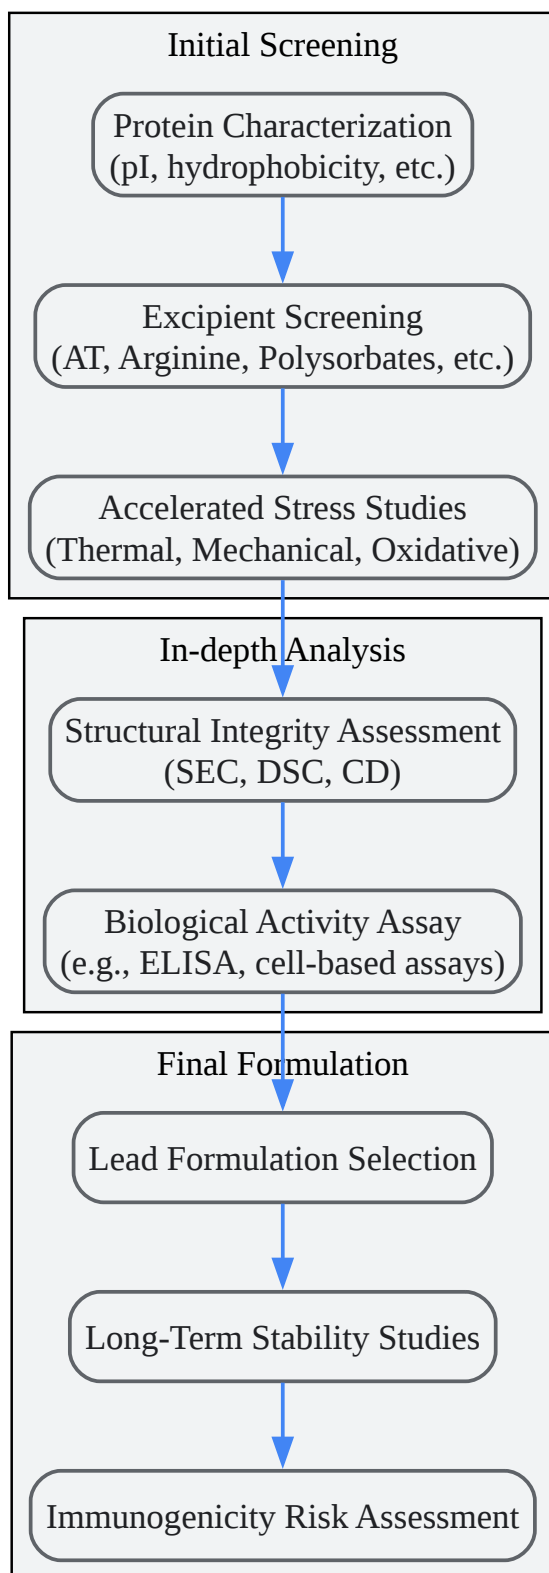 Initial Screening
Protein Characterization
(pI, hydrophobicity, etc.)
Excipient Screening
(AT, Arginine, Polysorbates, etc.)
Accelerated Stress Studies
(Thermal, Mechanical, Oxidative)
In-depth Analysis
Structural Integrity Assessment
(SEC, DSC, CD)
Biological Activity Assay
(e.g., ELISA, cell-based assays)
Final Formulation
Lead Formulation Selection
Long-Term Stability Studies
Immunogenicity Risk Assessment